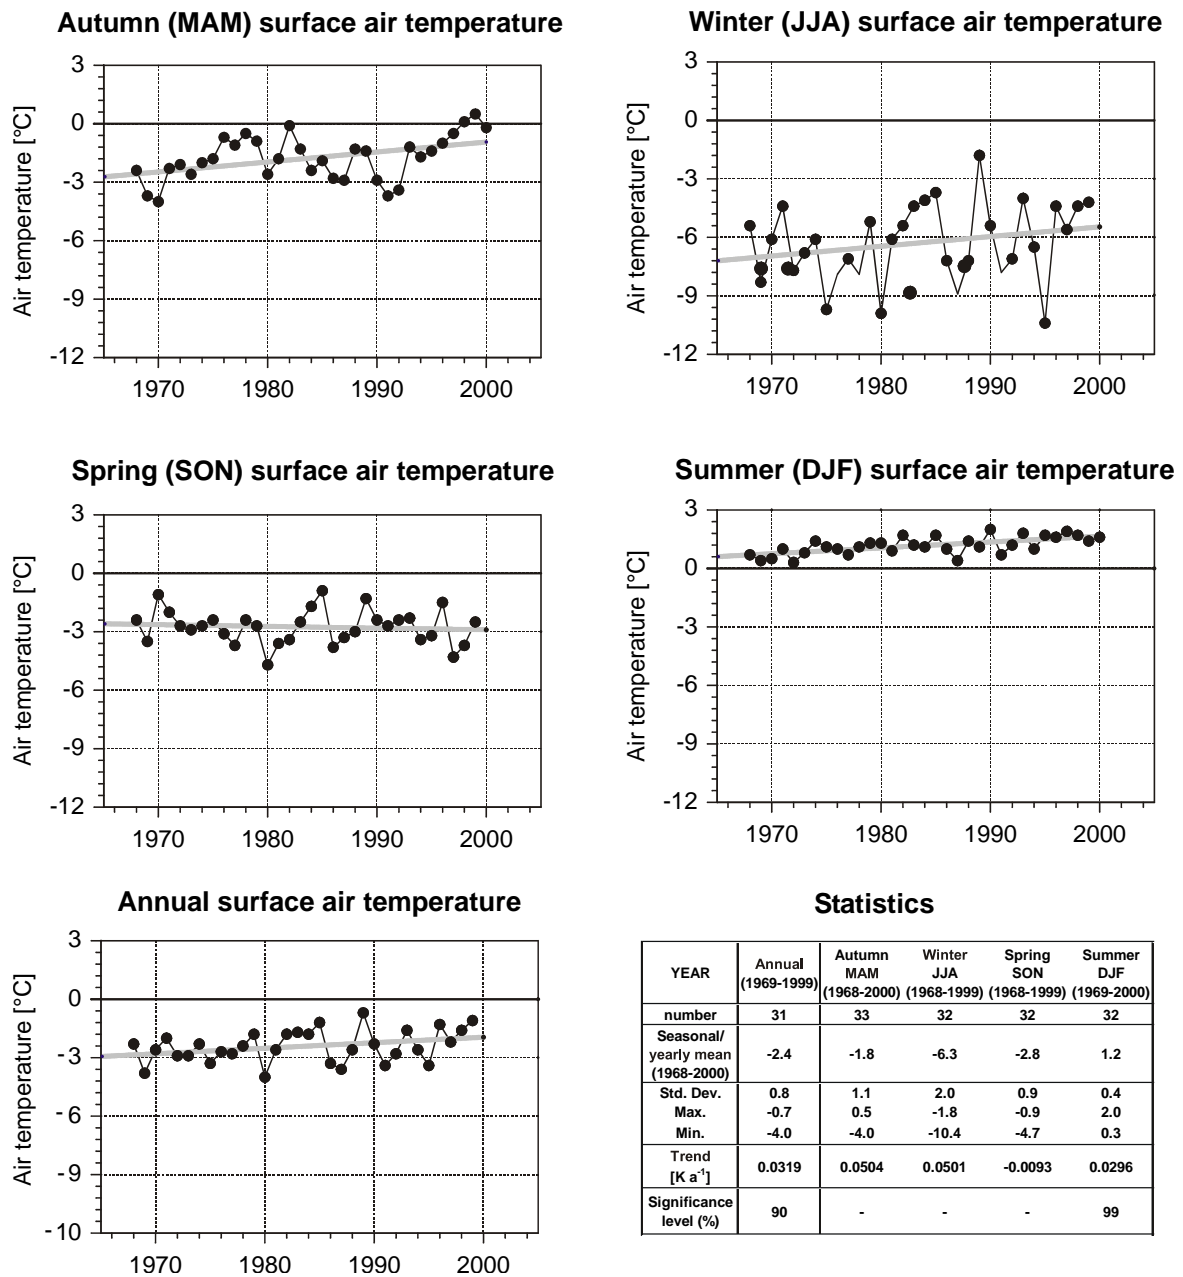 Autumn (MAM) surface air temperature
Air temperature [°C]
3
0
-3
-6
-9
-12
1970 1980 1990 2000
Winter (JJA) surface air temperature
Air temperature [°C]
3
0
-3
-6
-9
-12
1970 1980 1990 2000
Spring (SON) surface air temperature
Air temperature [°C]
3
0
-3
-6
-9
-12
1970 1980 1990 2000
Summer (DJF) surface air temperature
Air temperature [°C]
3
0
-3
-6
-9
-12
1970 1980 1990 2000
Annual surface air temperature
Air temperature [°C]
3
0
-3
-6
-9
-10
1970 1980 1990 2000
Statistics
YEAR Annual (1969-1999) Autumn MAM (1968-2000) Winter JJA (1968-1999) Spring SON (1968-1999) Summer DJF (1969-2000)
number 31 33 32 32 32
Seasonal/ yearly mean (1968-2000) -2.4 -1.8 -6.3 -2.8 1.2
Std. Dev. 0.8 1.1 2.0 0.9 0.4
Max. -0.7 0.5 -1.8 -0.9 2.0
Min. -4.0 -4.0 -10.4 -4.7 0.3
Trend [K a⁻¹] 0.0319 0.0504 0.0501 -0.0093 0.0296
Significance level (%) 90 - - - 99